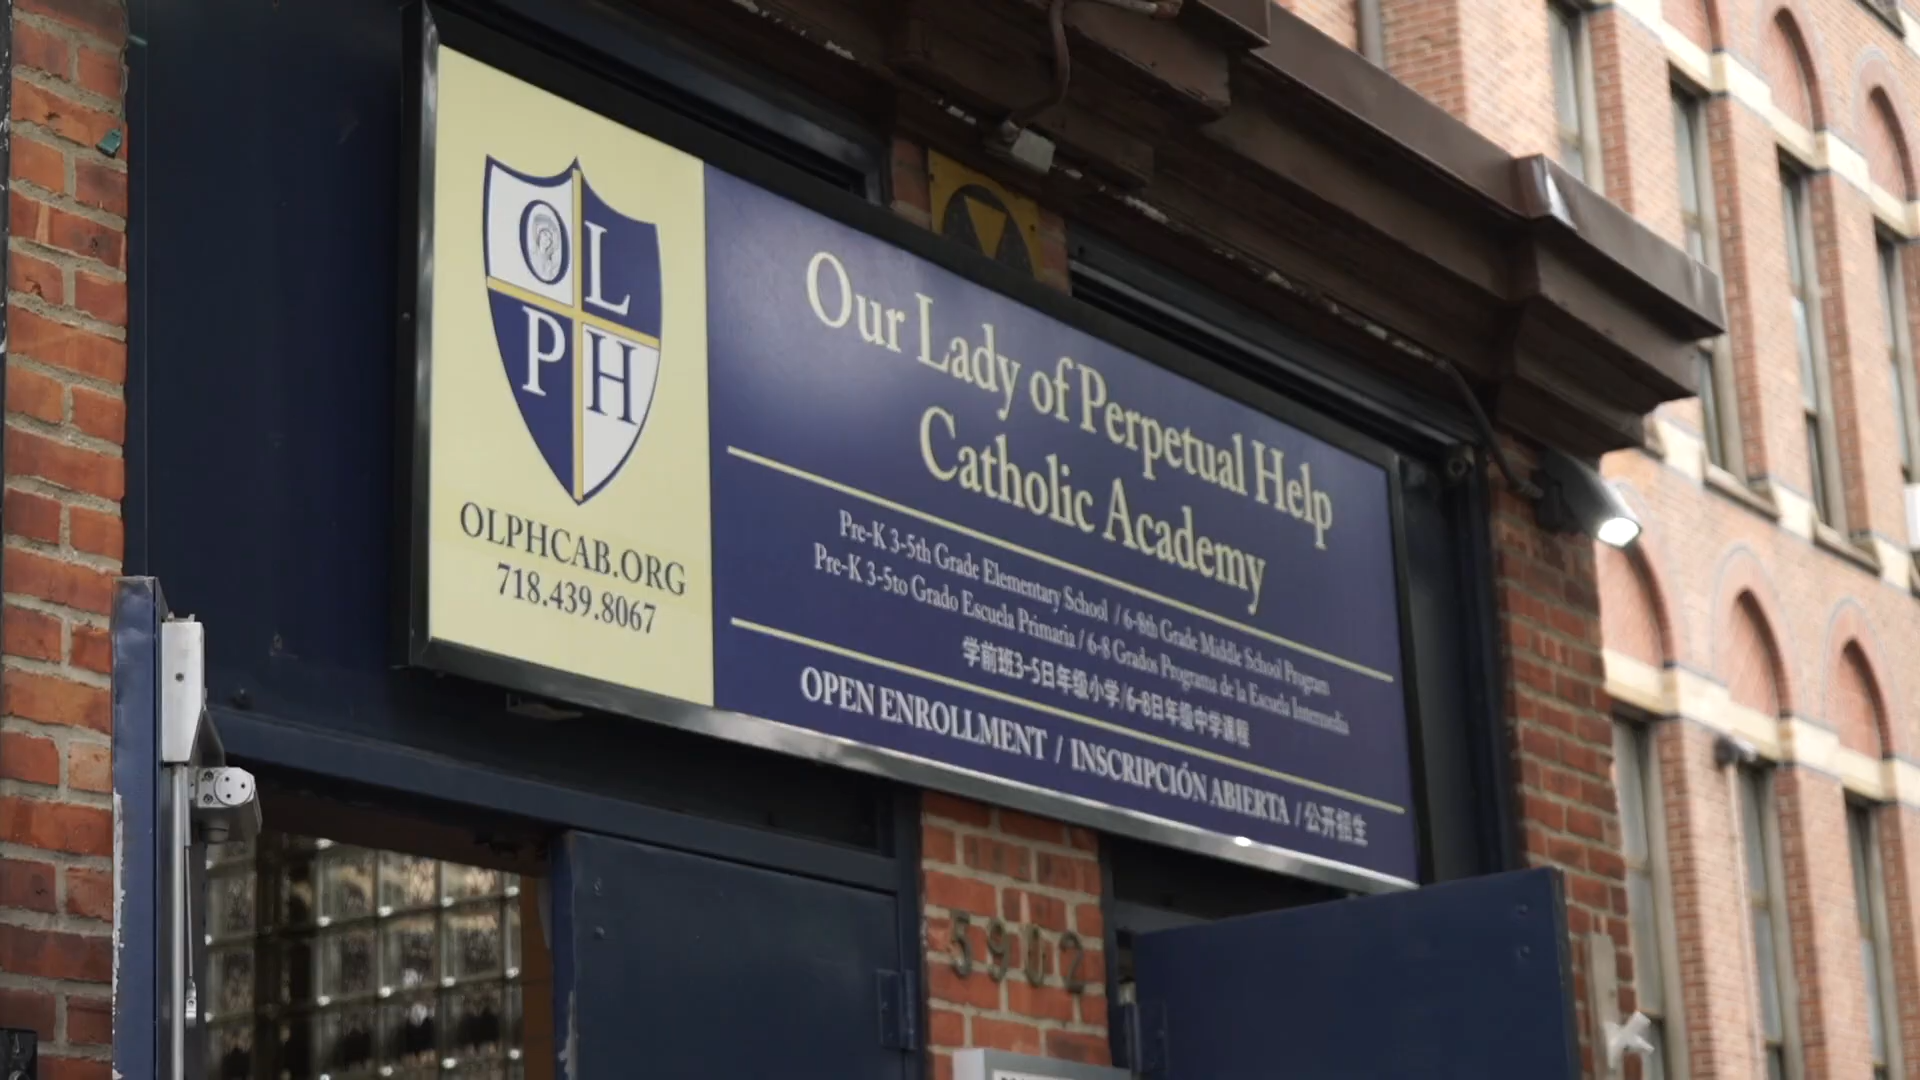 OL
PH
OLPHCAB.ORG
718.439.8067
Our Lady of Perpetual Help
Catholic Academy
Pre-K 3-5th Grade Elementary School / 6-8th Grade Middle School Program
Pre-K 3-5to Grado Escuela Primaria / 6-8 Grados Programa de la Escuela Intermedia
学前班3-5日年级小学/6-8日年级中学課程
OPEN ENROLLMENT / INSCRIPCIÓN ABIERTA / 公开招生
5902